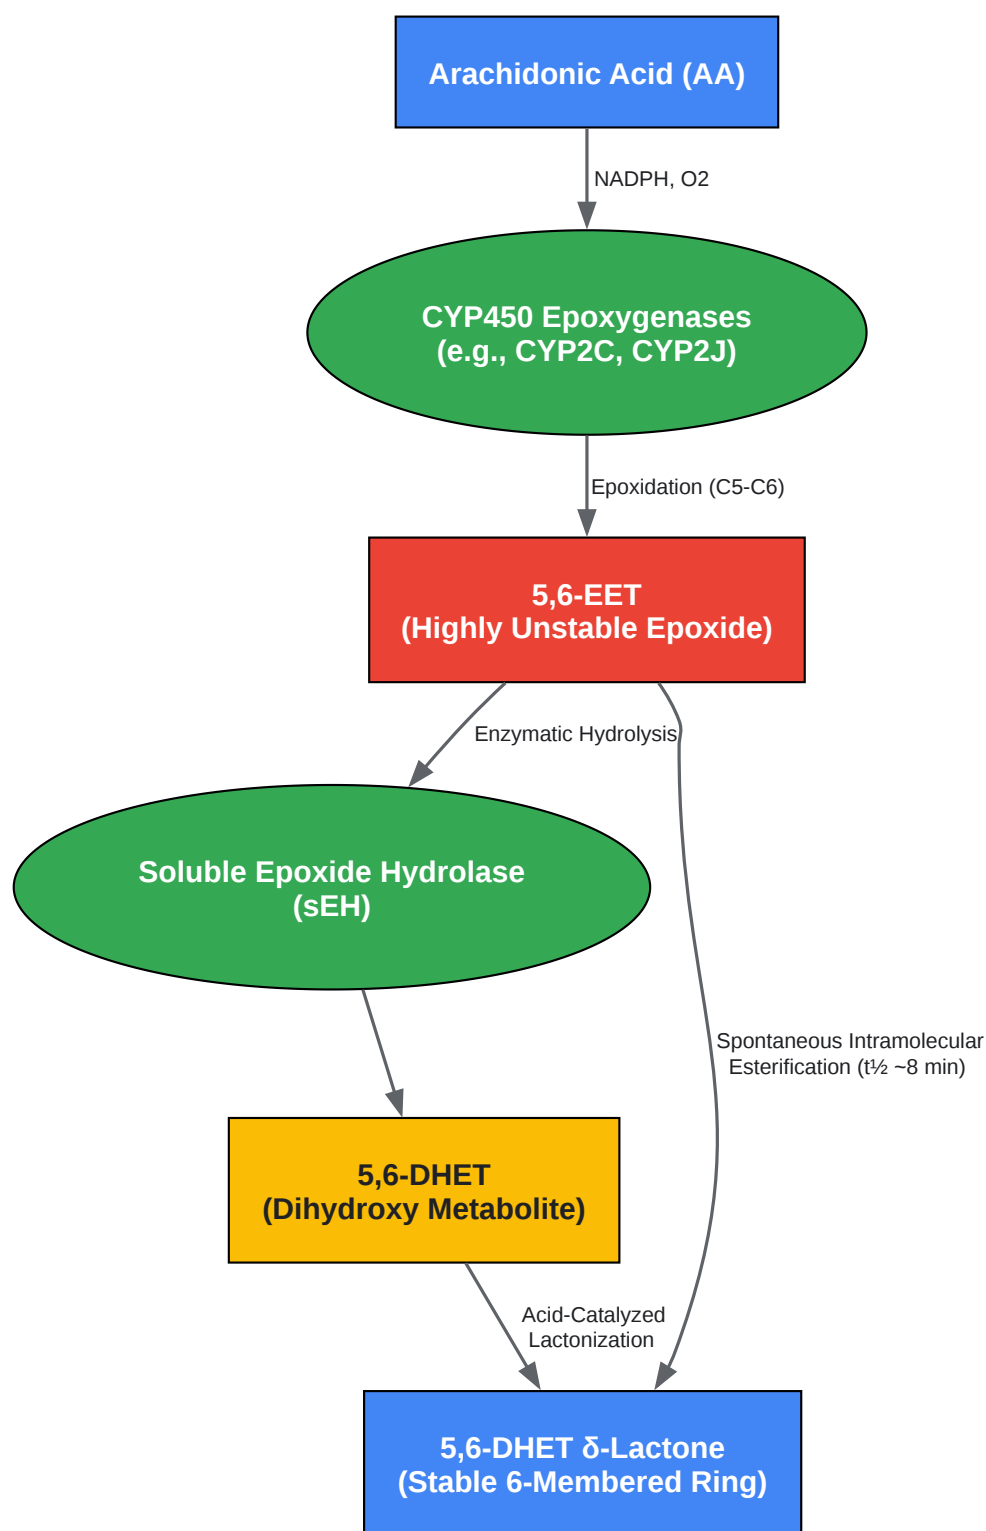 Arachidonic Acid (AA)
NADPH, O2
CYP450 Epoxygenases
(e.g., CYP2C, CYP2J)
Epoxidation (C5-C6)
5,6-EET
(Highly Unstable Epoxide)
Enzymatic Hydrolysis
Soluble Epoxide Hydrolase
(sEH)
Spontaneous Intramolecular
Esterification (t½ ~8 min)
5,6-DHET
(Dihydroxy Metabolite)
Acid-Catalyzed
Lactonization
5,6-DHET δ-Lactone
(Stable 6-Membered Ring)